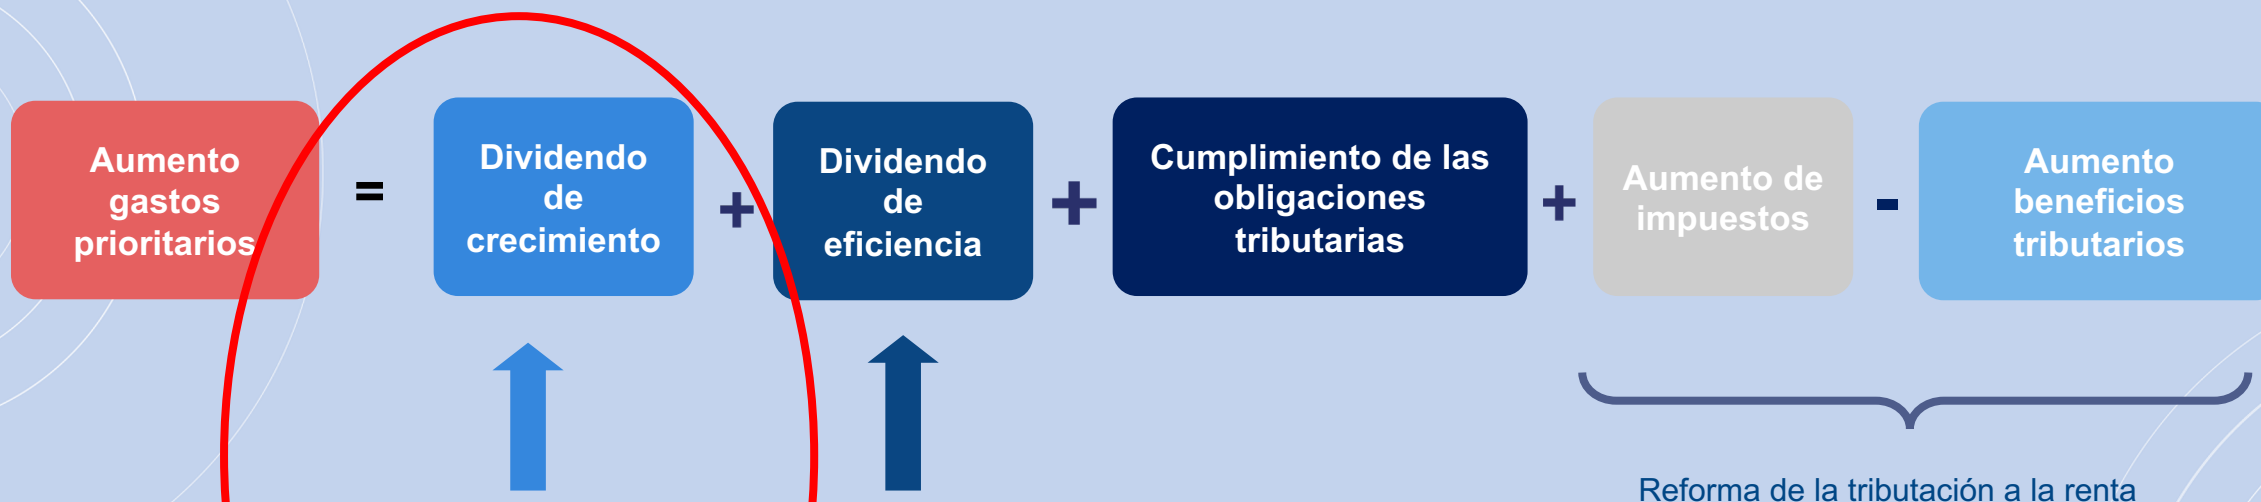 Aumento
gastos
prioritarios
=
Dividendo
de
crecimiento
+
Dividendo
de
eficiencia
+
Cumplimiento de las
obligaciones
tributarias
+
Aumento de
impuestos
-
Aumento
beneficios
tributarios
Reforma de la tributación a la renta